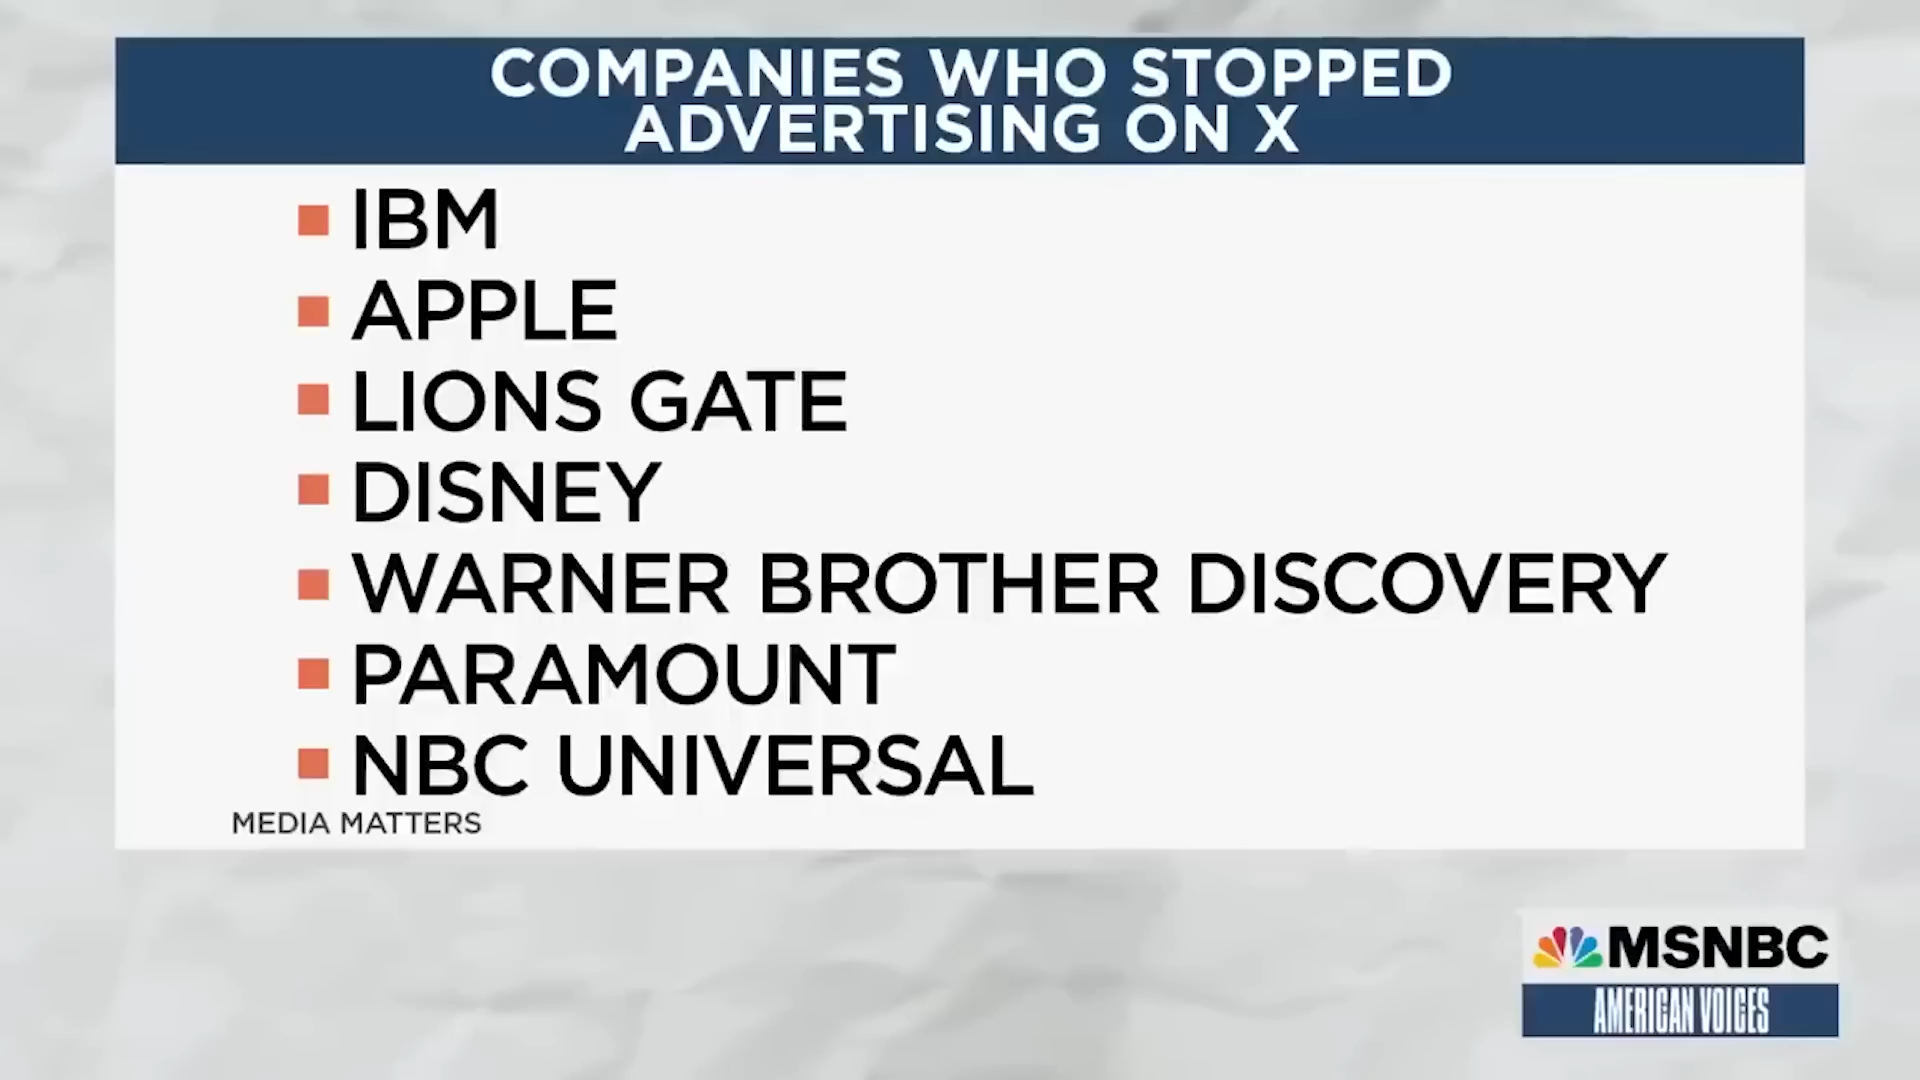 COMPANIES WHO STOPPED
ADVERTISING ON X
IBM
APPLE
LIONS GATE
DISNEY
WARNER BROTHER DISCOVERY
PARAMOUNT
NBC UNIVERSAL
MEDIA MATTERS
MSNBC
AMERICAN VOICES